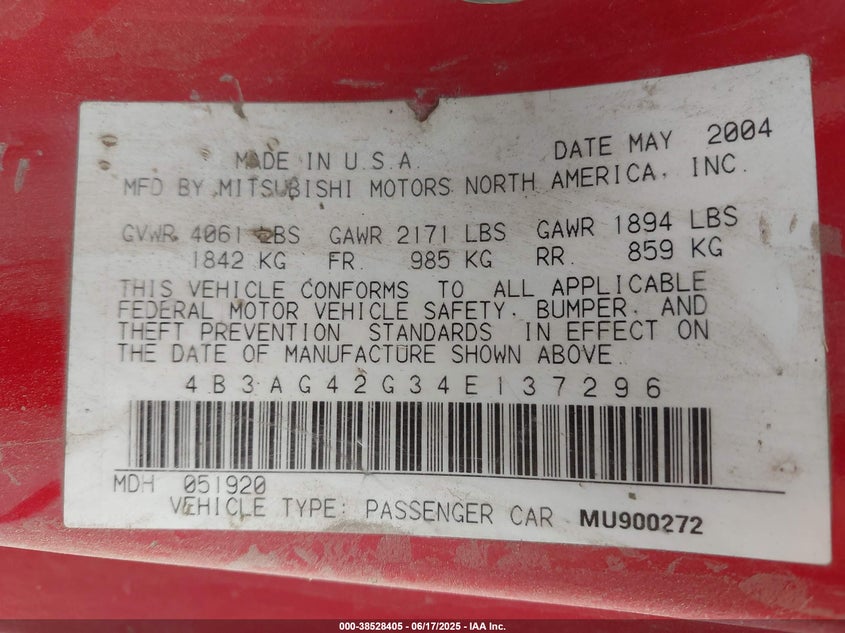 MADE IN U.S.A. DATE MAY 2004
MFD BY MITSUBISHI MOTORS NORTH AMERICA, INC.
GVWR 4061 LBS GAWR 2171 LBS GAWR 1894 LBS
1842 KG FR. 985 KG RR. 859 KG
THIS VEHICLE CONFORMS TO ALL APPLICABLE
FEDERAL MOTOR VEHICLE SAFETY, BUMPER, AND
THEFT PREVENTION STANDARDS IN EFFECT ON
THE DATE OF MANUFACTURE SHOWN ABOVE.
4B3AG42G34E137296
MDH 051920
VEHICLE TYPE: PASSENGER CAR MU900272
000-38528405 - 06/17/2025 - IAA Inc.